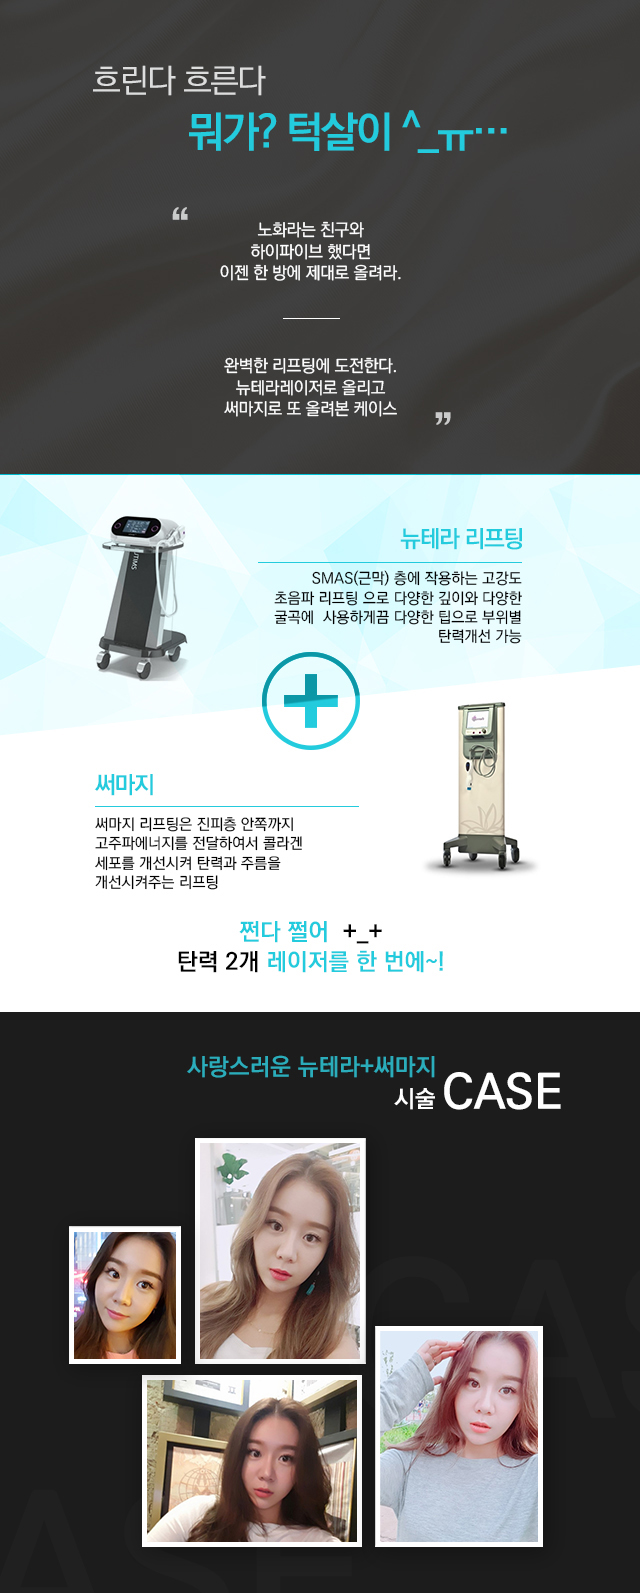 흐린다 흐른다
뭐가? 턱살이 ^_ㅠ…
“
노화라는 친구와
하이파이브 했다면
이젠 한 방에 제대로 올려라.
완벽한 리프팅에 도전한다.
뉴테라레이저로 올리고
써마지로 또 올려본 케이스
”
뉴테라 리프팅
SMAS(근막) 층에 작용하는 고강도
초음파 리프팅 으로 다양한 깊이와 다양한
굴곡에 사용하게끔 다양한 팁으로 부위별
탄력개선 가능
써마지
써마지 리프팅은 진피층 안쪽까지
고주파에너지를 전달하여서 콜라겐
세포를 개선시켜 탄력과 주름을
개선시켜주는 리프팅
쩐다 쩔어 +_+
탄력 2개 레이저를 한 번에~!
사랑스러운 뉴테라+써마지
시술 CASE
CASE
CASE